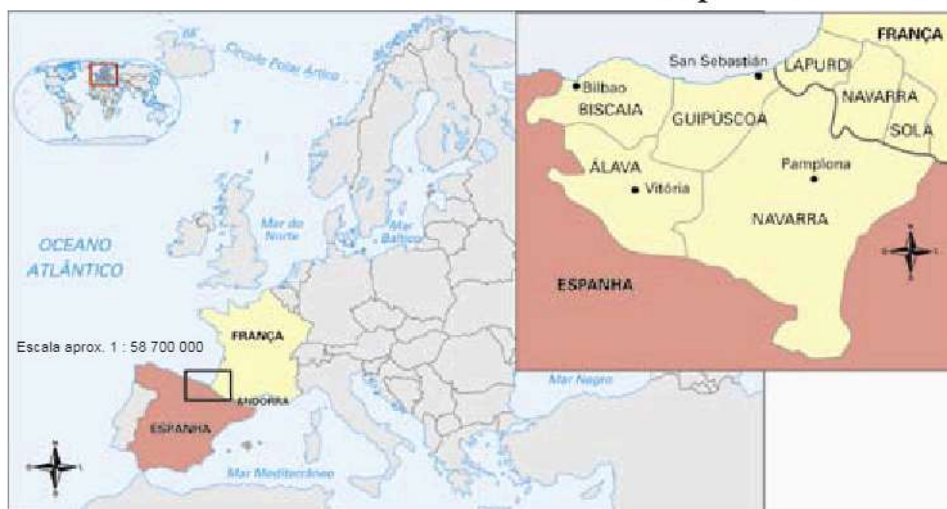 Círculo Polar Ártico
Mar do
Norte
Mar
Báltico
OCEANO
ATLÂNTICO
FRANÇA
Escala aprox. 1 : 58 700 000
ANDORRA
ESPANHA
Mar Mediterrâneo
Mar Negro
FRANÇA
San Sebastián
LAPURDI
Bilbao
BISCAIA
GUIPÚSCOA
NAVARRA
SOLA
ÁLAVA
Pamplona
Vitória
NAVARRA
ESPANHA